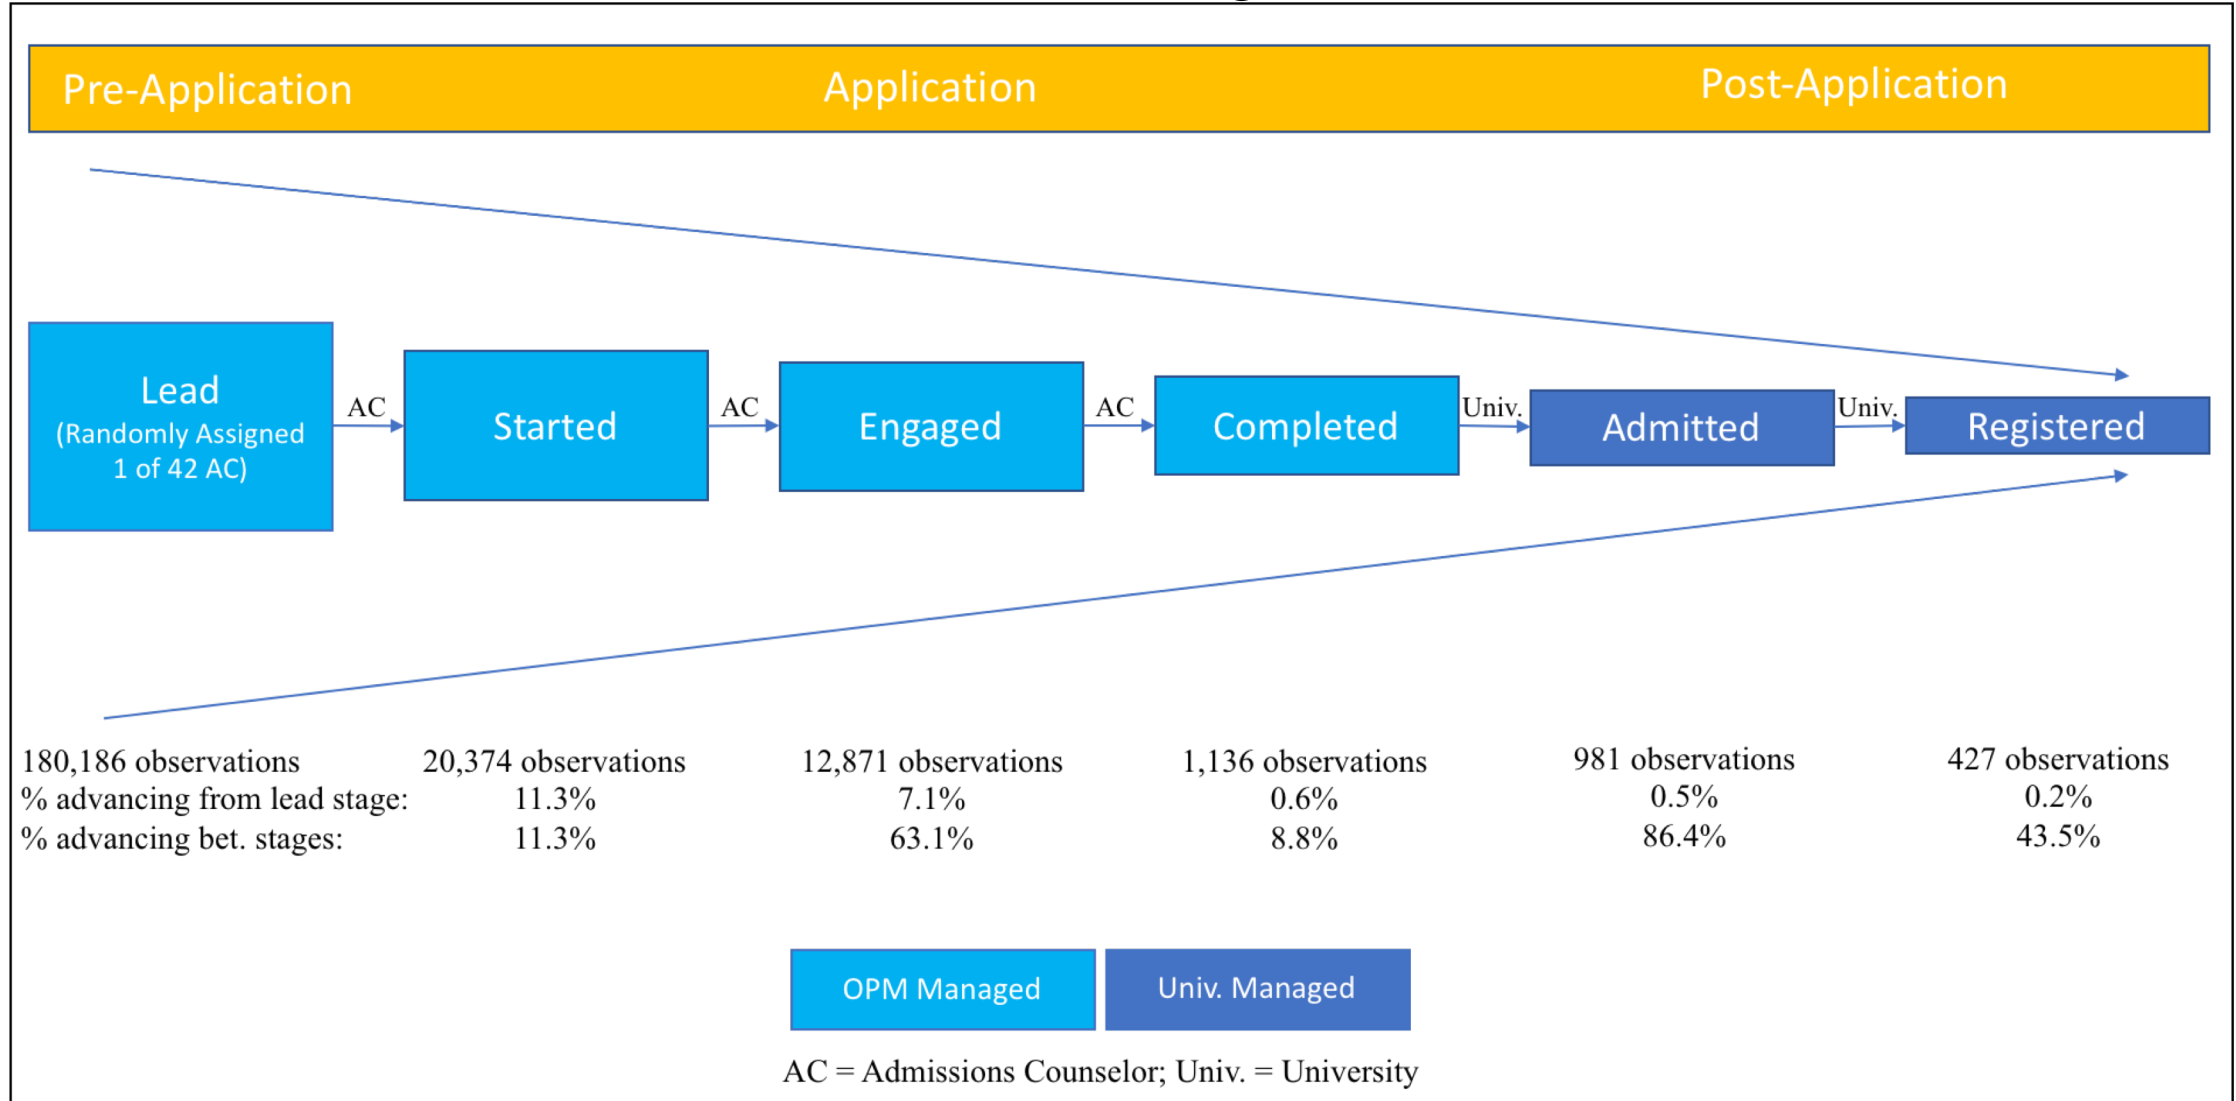 Pre-Application Application Post-Application
Lead
(Randomly Assigned
1 of 42 AC)
AC
Started
AC
Engaged
AC
Completed
Univ.
Admitted
Univ.
Registered
180,186 observations 20,374 observations 12,871 observations 1,136 observations 981 observations 427 observations
% advancing from lead stage: 11.3% 7.1% 0.6% 0.5% 0.2%
% advancing bet. stages: 11.3% 63.1% 8.8% 86.4% 43.5%
OPM Managed Univ. Managed
AC = Admissions Counselor; Univ. = University